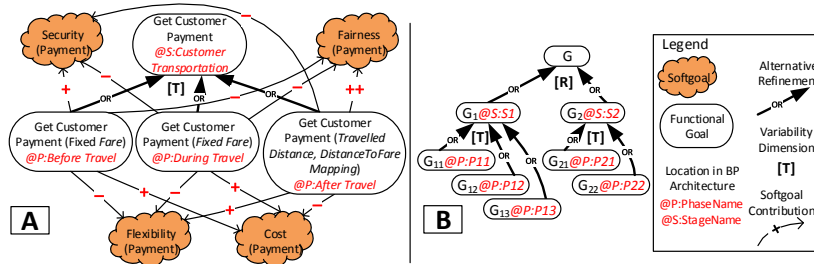 Security
(Payment)
Get Customer
Payment
@S:Customer
Transportation
Fairness
(Payment)
[T]
OR
OR
OR
–
–
–
–
+
++
Get Customer
Payment (Fixed Fare)
@P:Before Travel
Get Customer
Payment (Fixed Fare)
@P:During Travel
Get Customer
Payment (Travelled
Distance, DistanceToFare
Mapping)
@P:After Travel
–
+
–
+
+
–
A
Flexibility
(Payment)
Cost
(Payment)
B
G
[R]
OR
OR
G1@S:S1
G2@S:S2
[T]
[T]
OR
OR
OR
OR
OR
G11@P:P11
G12@P:P12
G13@P:P13
G21@P:P21
G22@P:P22
Legend
Softgoal
Functional
Goal
Location in BP
Architecture
@P:PhaseName
@S:StageName
Alternative
Refinement
OR
Variability
Dimension
[T]
Softgoal
Contribution
+